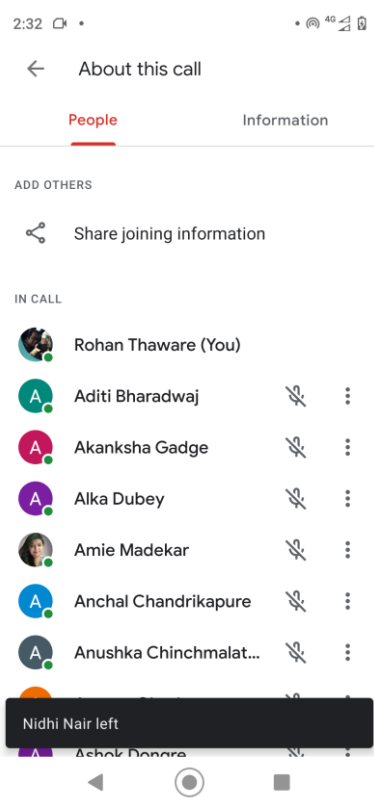 2:32 4G
About this call
People Information
ADD OTHERS
Share joining information
IN CALL
Rohan Thaware (You)
A Aditi Bharadwaj
A Akanksha Gadge
A Alka Dubey
Amie Madekar
A Anchal Chandrikapure
A Anushka Chinchmalat...
Nidhi Nair left
A Ashok Dongre